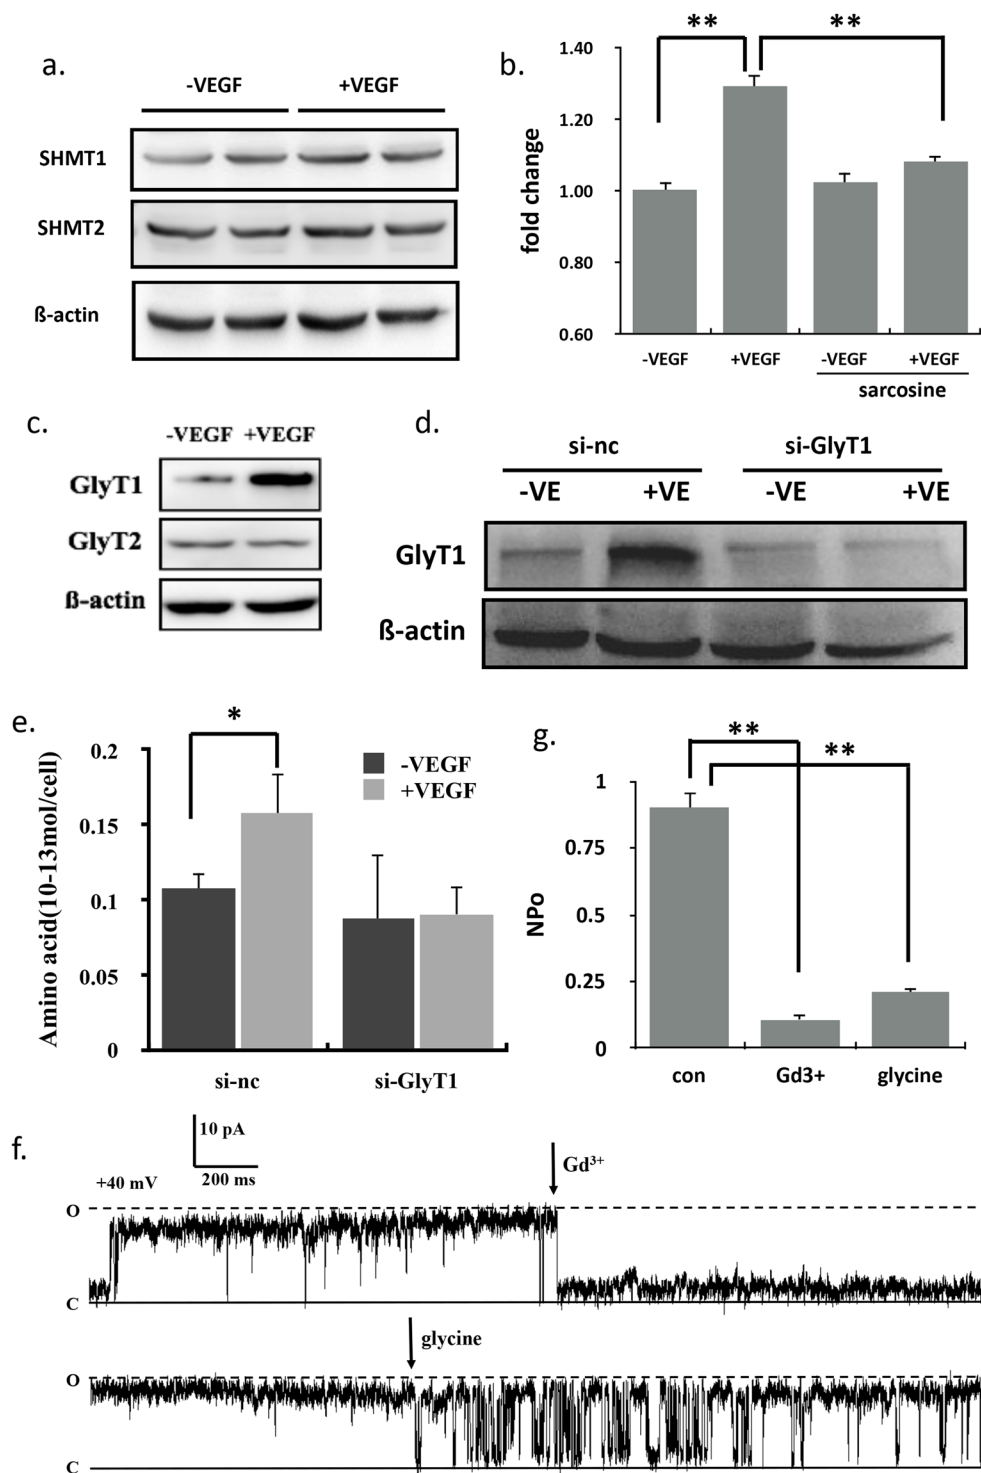 a.
-VEGF +VEGF
SHMT1
SHMT2
ß-actin
b.
** **
fold change
1.40
1.20
1.00
0.80
0.60
-VEGF +VEGF -VEGF +VEGF
sarcosine
c.
-VEGF +VEGF
GlyT1
GlyT2
ß-actin
d.
si-nc si-GlyT1
-VE +VE -VE +VE
GlyT1
ß-actin
e.
*
Amino acid(10-13mol/cell)
0.2
0.15
0.1
0.05
0
-VEGF
+VEGF
si-nc si-GlyT1
g.
** **
NPo
1
0.75
0.5
0.25
0
con Gd3+ glycine
f.
10 pA
200 ms
+40 mV
Gd³⁺
O
C
glycine
O
C